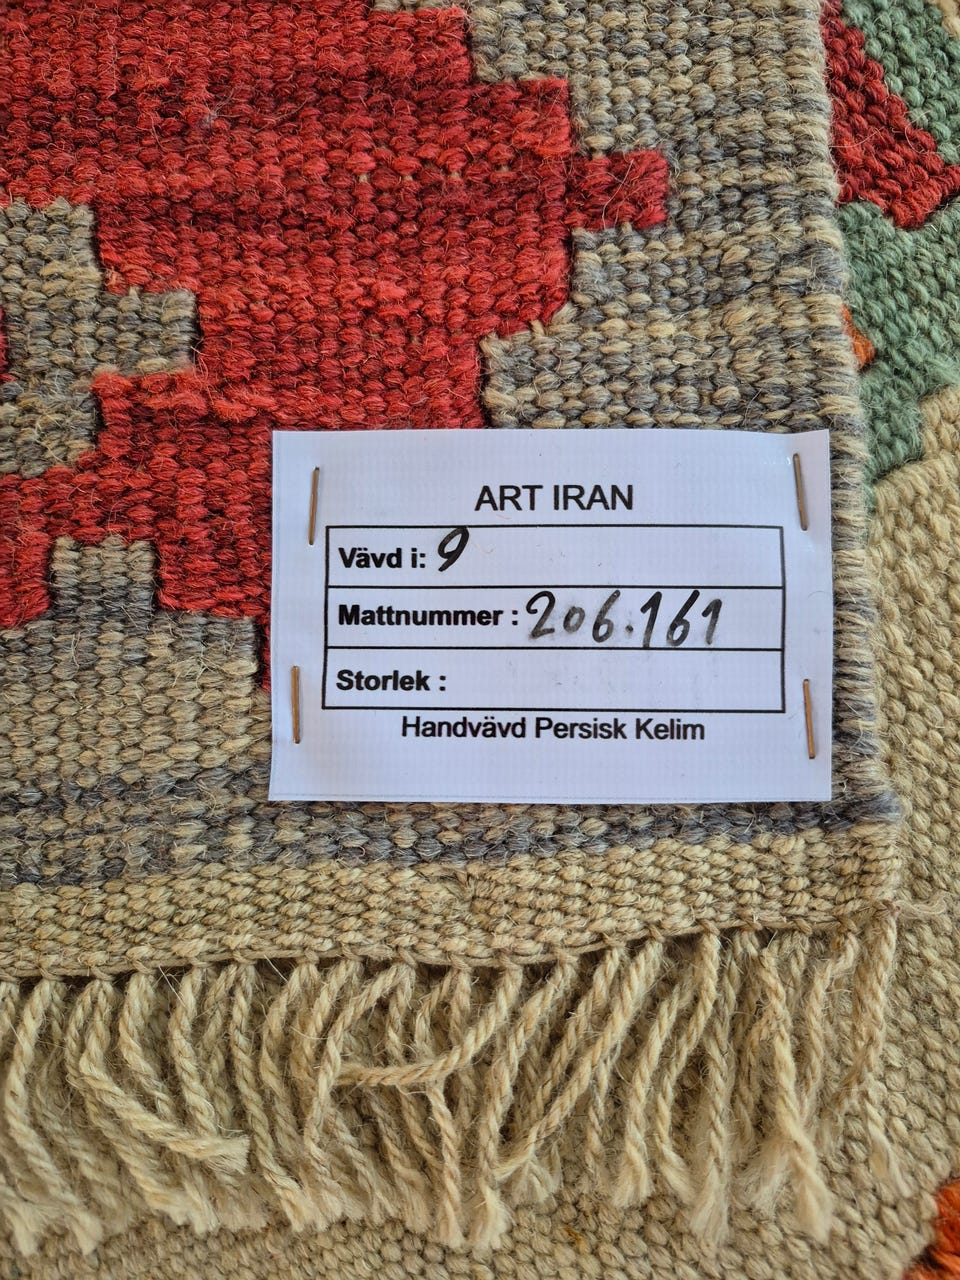 ART IRAN
Vävd i: 9
Mattnummer : 206.161
Storlek :
Handvävd Persisk Kelim